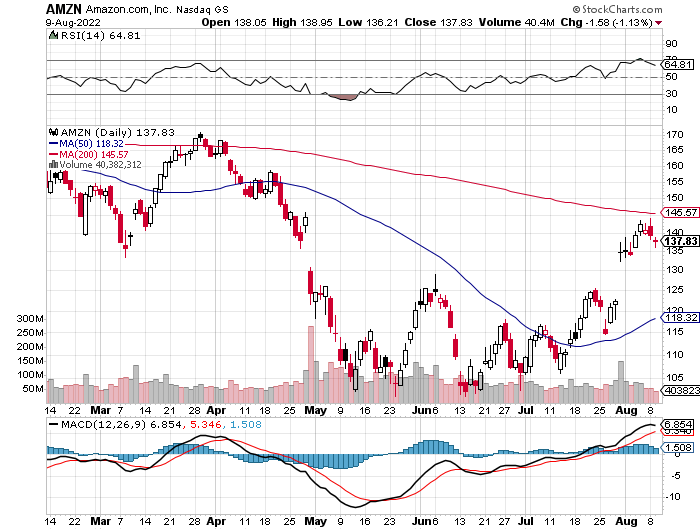 AMZN Amazon.com, Inc. Nasdaq GS © StockCharts.com
9-Aug-2022 Open 138.05 High 138.95 Low 136.21 Close 137.83 Volume 40.4M Chg -1.58 (-1.13%)
RSI(14) 64.81
90
70
64.81
50
30
10
AMZN (Daily) 137.83
MA(50) 118.32
MA(200) 145.57
Volume 40,382,312
170
165
160
155
150
145.57
140
137.83
135
130
125
120
118.32
115
110
105
300M
250M
200M
150M
100M
50M
403823
14 22 Mar 7 14 21 28 Apr 11 18 25 May 9 16 23 Jun 6 13 21 27 Jul 11 18 25 Aug 8
MACD(12,26,9) 6.854, 5.346, 1.508
6.854
5.346
1.508
-5
-10
14 22 Mar 7 14 21 28 Apr 11 18 25 May 9 16 23 Jun 6 13 21 27 Jul 11 18 25 Aug 8